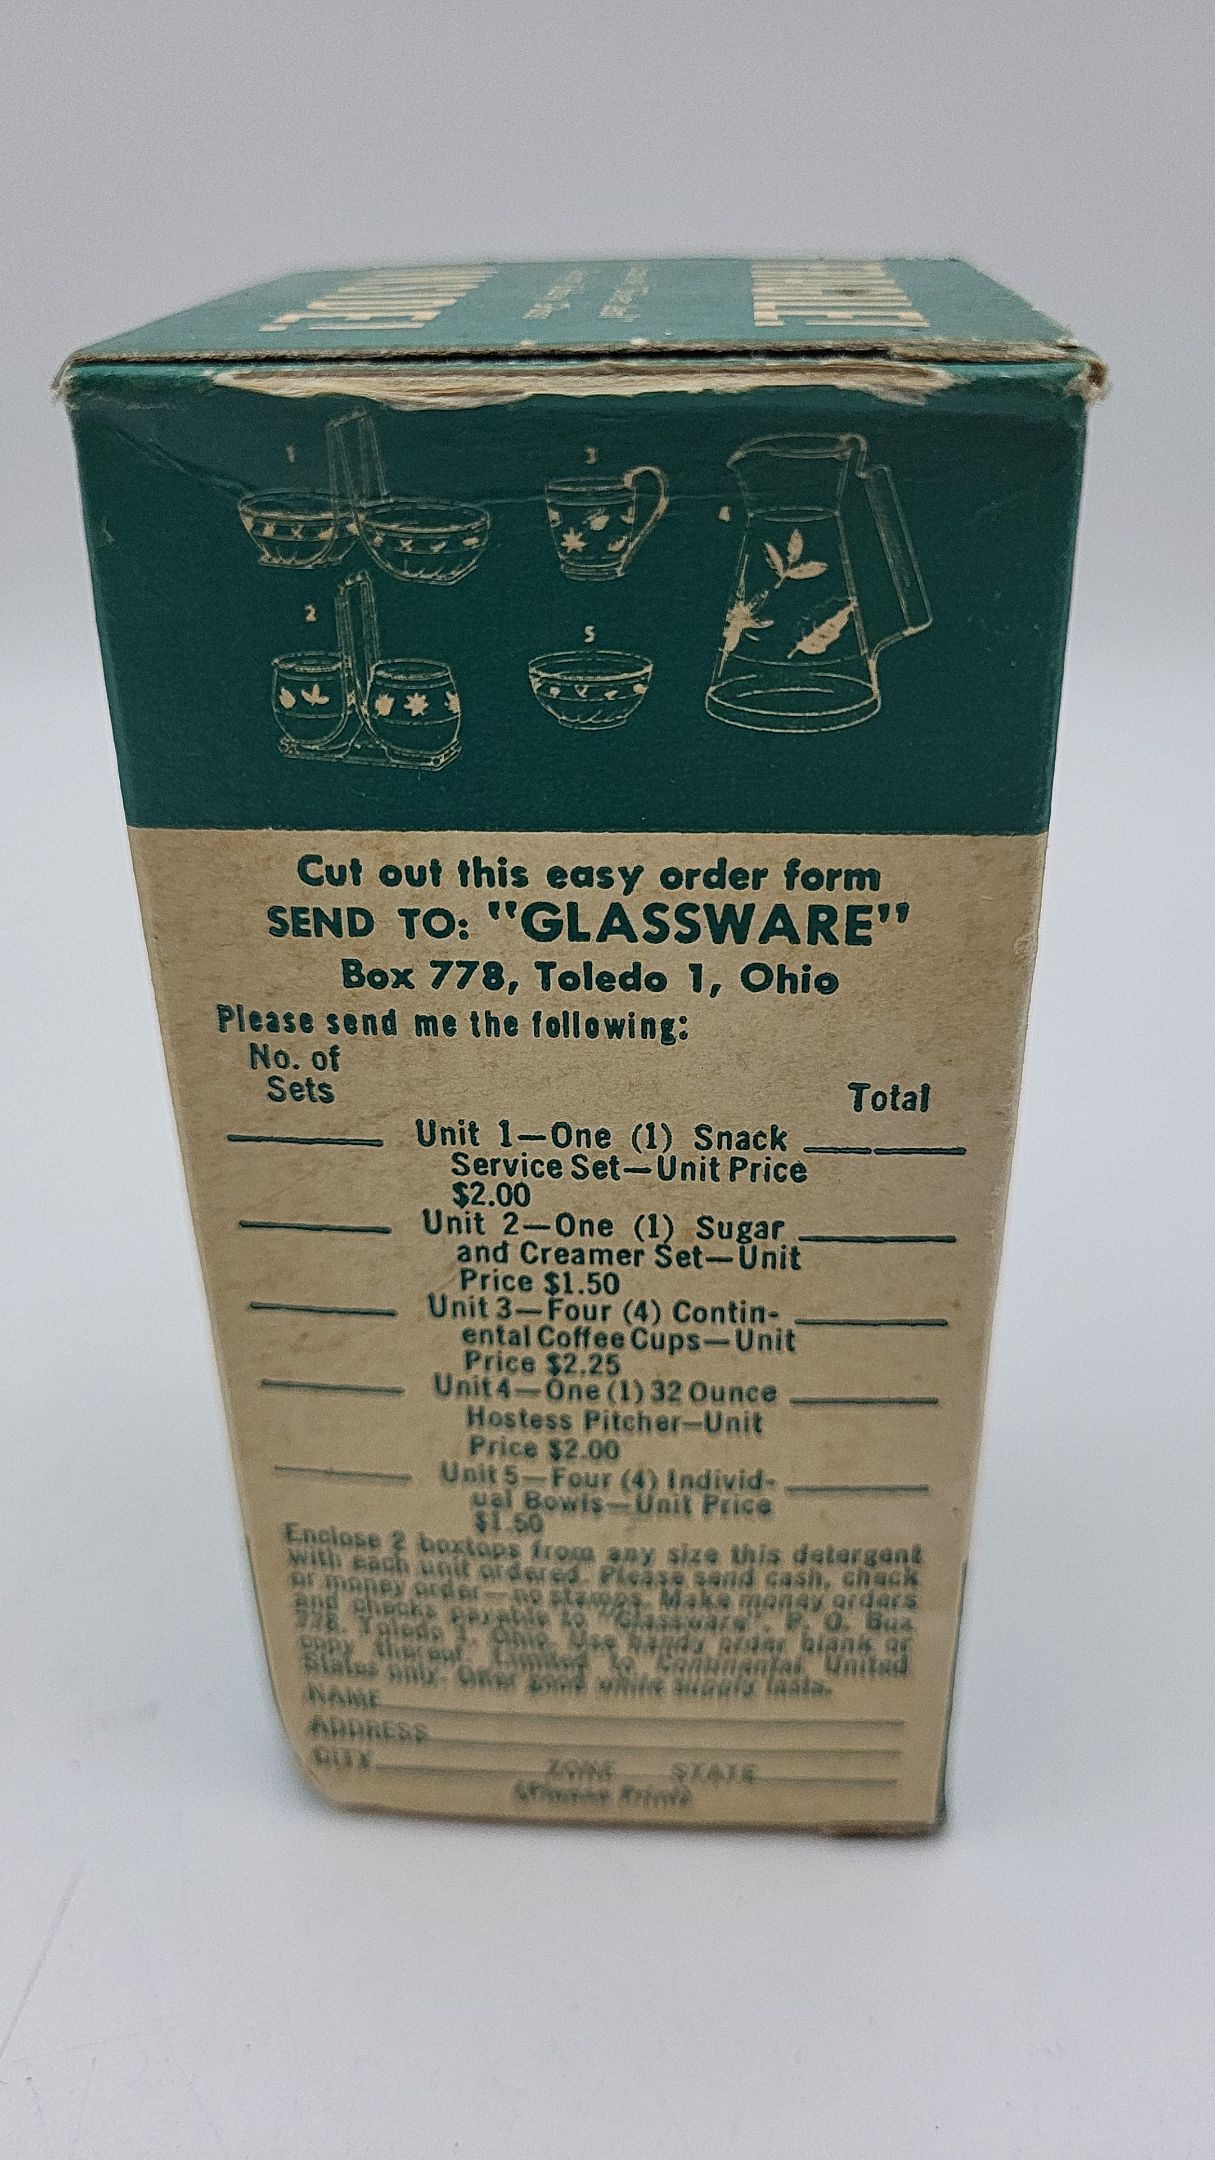 1
3
4
2
5
Cut out this easy order form
SEND TO: "GLASSWARE"
Box 778, Toledo 1, Ohio
Please send me the following:
No. of
Sets
Total
Unit 1—One (1) Snack
Service Set—Unit Price
$2.00
Unit 2—One (1) Sugar
and Creamer Set—Unit
Price $1.50
Unit 3—Four (4) Contin-
ental Coffee Cups—Unit
Price $2.25
Unit 4—One (1) 32 Ounce
Hostess Pitcher—Unit
Price $2.00
Unit 5—Four (4) Individ-
ual Bowls—Unit Price
$1.50
Enclose 2 boxtops from any size this detergent
with each unit ordered. Please send cash, check
or money order—no stamps. Make money orders
and checks payable to "Glassware", P. O. Box
778, Toledo 1, Ohio. Use handy order blank or
copy thereof. Limited to Continental United
States only. Offer good while supply lasts.
NAME
ADDRESS
CITY ZONE STATE
(Please Print)